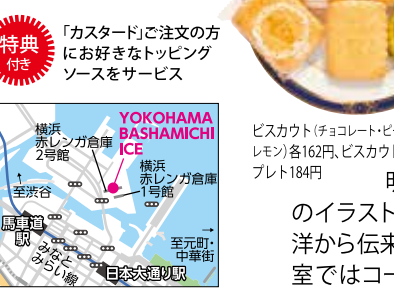 特典
付き
「カスタード」ご注文の方
にお好きなトッピング
ソースをサービス
YOKOHAMA
BASHAMICHI
ICE
横浜
赤レンガ倉庫
2号館
横浜
赤レンガ倉庫
1号館
至渋谷
馬車道
駅
みなと
みらい線
至元町・
中華街
日本大通り駅
ビスカウト(チョコレート・ピー
レモン)各162円、ビスカウト
プレト184円
明
のイラスト
洋から伝来
室ではコー